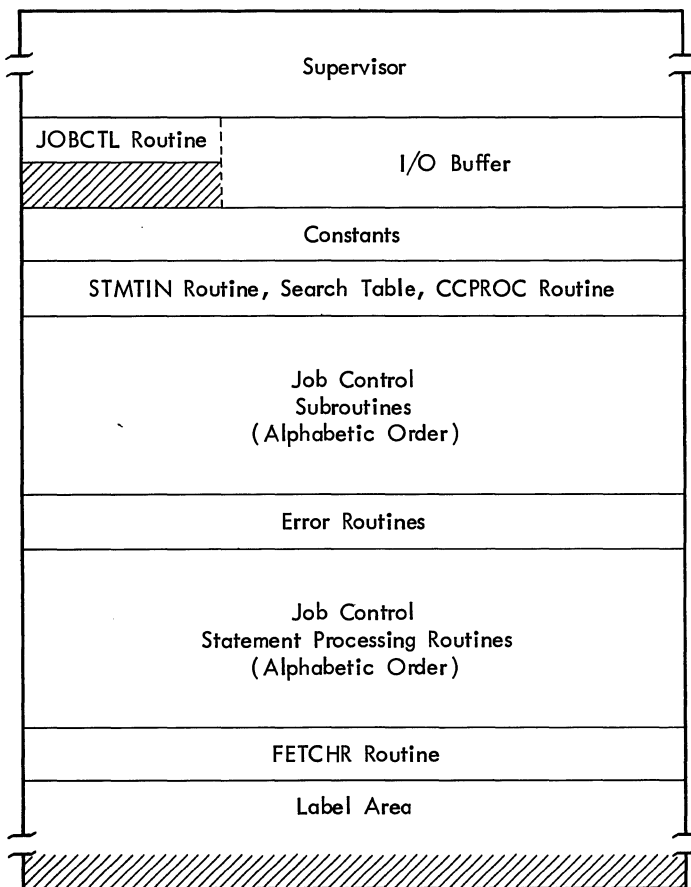 Supervisor
JOBCTL Routine
I/O Buffer
Constants
STMTIN Routine, Search Table, CCPROC Routine
Job Control
Subroutines
(Alphabetic Order)
Error Routines
Job Control
Statement Processing Routines
(Alphabetic Order)
FETCHR Routine
Label Area